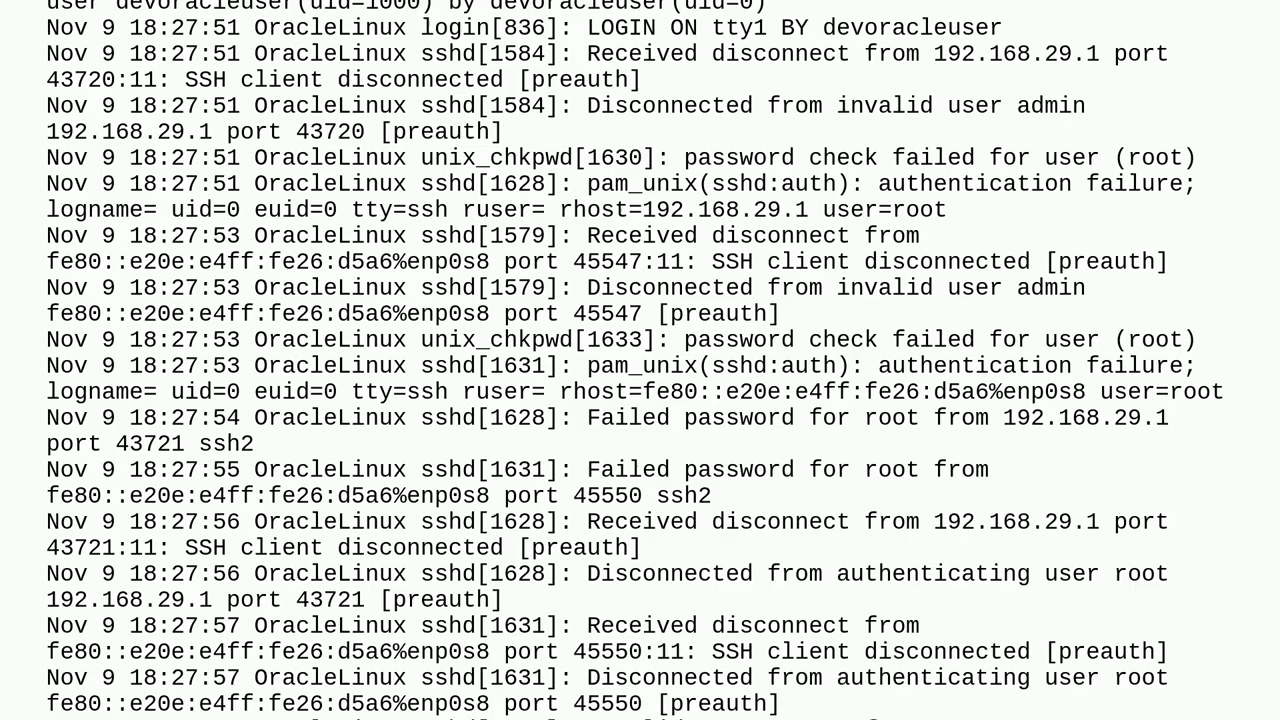 user devoracleuser(uid=1000) by devoracleuser(uid=0)
Nov 9 18:27:51 OracleLinux login[836]: LOGIN ON tty1 BY devoracleuser
Nov 9 18:27:51 OracleLinux sshd[1584]: Received disconnect from 192.168.29.1 port
43720:11: SSH client disconnected [preauth]
Nov 9 18:27:51 OracleLinux sshd[1584]: Disconnected from invalid user admin
192.168.29.1 port 43720 [preauth]
Nov 9 18:27:51 OracleLinux unix_chkpwd[1630]: password check failed for user (root)
Nov 9 18:27:51 OracleLinux sshd[1628]: pam_unix(sshd:auth): authentication failure;
logname= uid=0 euid=0 tty=ssh ruser= rhost=192.168.29.1 user=root
Nov 9 18:27:53 OracleLinux sshd[1579]: Received disconnect from
fe80::e20e:e4ff:fe26:d5a6%enp0s8 port 45547:11: SSH client disconnected [preauth]
Nov 9 18:27:53 OracleLinux sshd[1579]: Disconnected from invalid user admin
fe80::e20e:e4ff:fe26:d5a6%enp0s8 port 45547 [preauth]
Nov 9 18:27:53 OracleLinux unix_chkpwd[1633]: password check failed for user (root)
Nov 9 18:27:53 OracleLinux sshd[1631]: pam_unix(sshd:auth): authentication failure;
logname= uid=0 euid=0 tty=ssh ruser= rhost=fe80::e20e:e4ff:fe26:d5a6%enp0s8 user=root
Nov 9 18:27:54 OracleLinux sshd[1628]: Failed password for root from 192.168.29.1
port 43721 ssh2
Nov 9 18:27:55 OracleLinux sshd[1631]: Failed password for root from
fe80::e20e:e4ff:fe26:d5a6%enp0s8 port 45550 ssh2
Nov 9 18:27:56 OracleLinux sshd[1628]: Received disconnect from 192.168.29.1 port
43721:11: SSH client disconnected [preauth]
Nov 9 18:27:56 OracleLinux sshd[1628]: Disconnected from authenticating user root
192.168.29.1 port 43721 [preauth]
Nov 9 18:27:57 OracleLinux sshd[1631]: Received disconnect from
fe80::e20e:e4ff:fe26:d5a6%enp0s8 port 45550:11: SSH client disconnected [preauth]
Nov 9 18:27:57 OracleLinux sshd[1631]: Disconnected from authenticating user root
fe80::e20e:e4ff:fe26:d5a6%enp0s8 port 45550 [preauth]